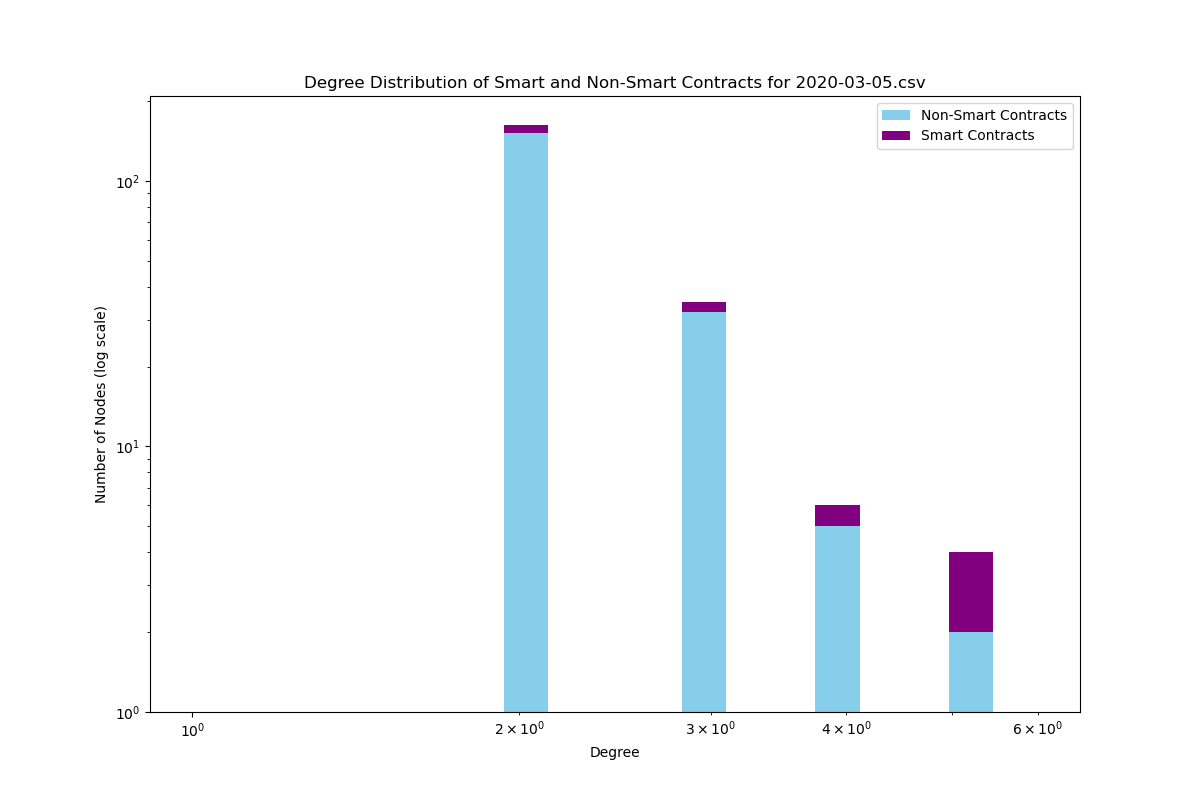 Degree Distribution of Smart and Non-Smart Contracts for 2020-03-05.csv
Non-Smart Contracts
Smart Contracts
Number of Nodes (log scale)
10²
10¹
10⁰
10⁰
2 × 10⁰
3 × 10⁰
4 × 10⁰
6 × 10⁰
Degree